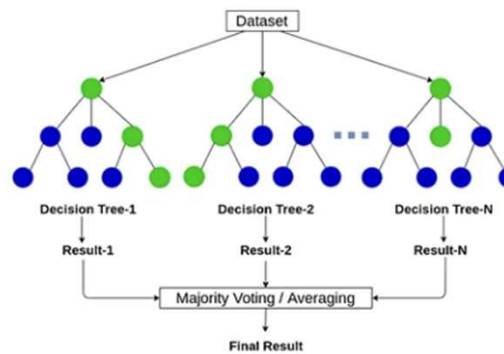 Dataset
Decision Tree-1
Decision Tree-2
Decision Tree-N
Result-1
Result-2
Result-N
Majority Voting / Averaging
Final Result